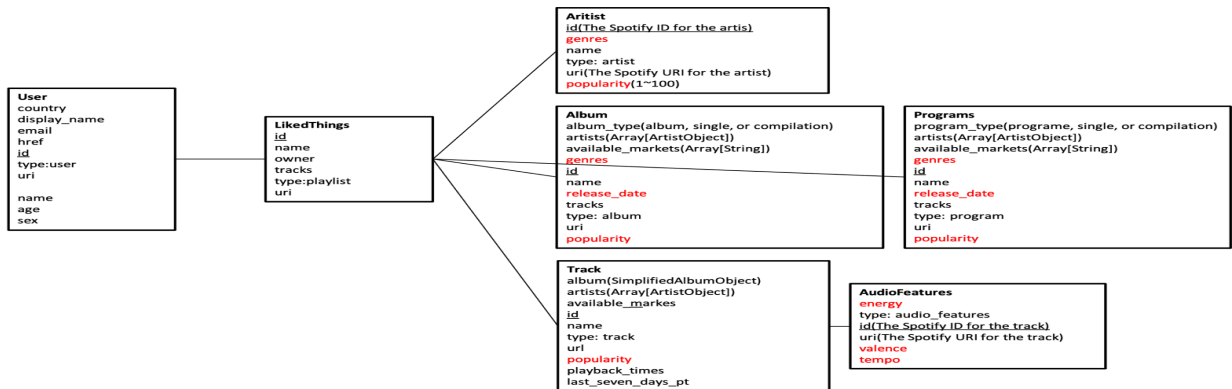 User
country
display_name
email
href
id
type:user
uri
name
age
sex
LikedThings
id
name
owner
tracks
type:playlist
uri
Aritist
id(The Spotify ID for the artis)
genres
name
type: artist
uri(The Spotify URI for the artist)
popularity(1~100)
Album
album_type(album, single, or compilation)
artists(Array[ArtistObject])
available_markets(Array[String])
genres
id
name
release_date
tracks
type: album
uri
popularity
Programs
program_type(programe, single, or compilation)
artists(Array[ArtistObject])
available_markets(Array[String])
genres
id
name
release_date
tracks
type: program
uri
popularity
Track
album(SimplifiedAlbumObject)
artists(Array[ArtistObject])
available_markes
id
name
type: track
url
popularity
playback_times
last_seven_days_pt
AudioFeatures
energy
type: audio_features
id(The Spotify ID for the track)
uri(The Spotify URI for the track)
valence
tempo